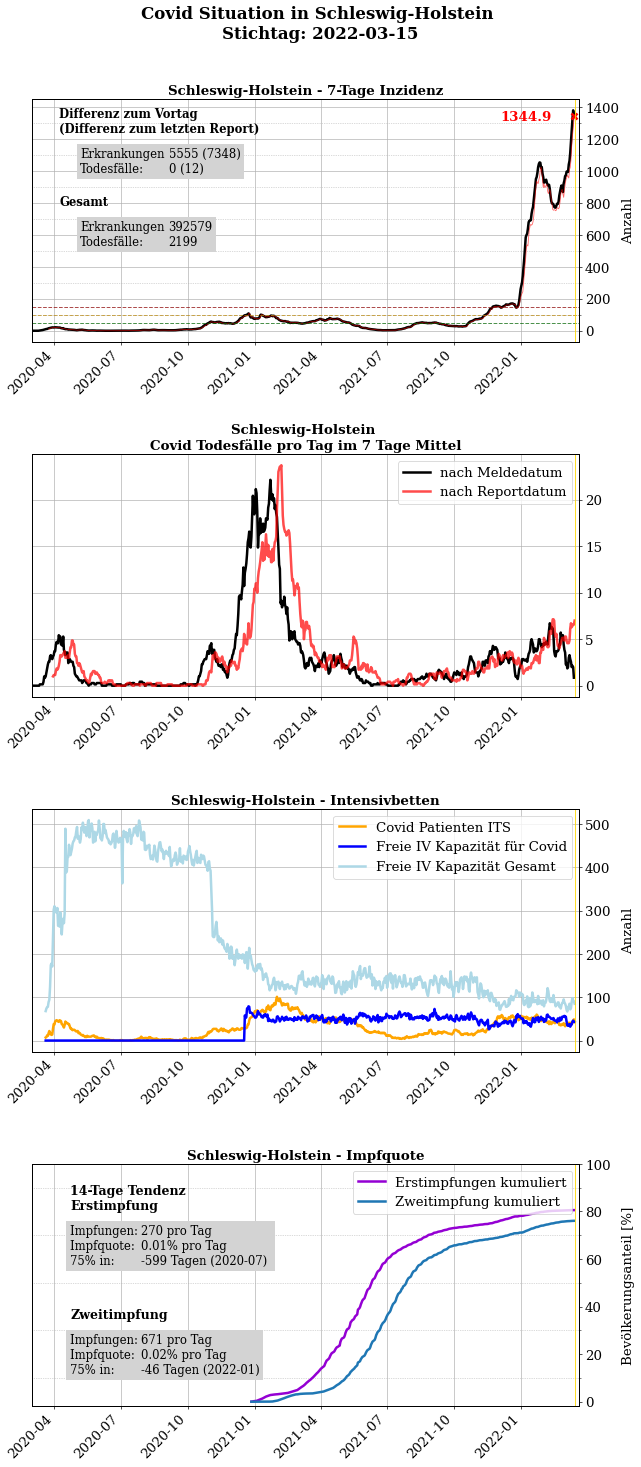 Covid Situation in Schleswig-Holstein
Stichtag: 2022-03-15
Schleswig-Holstein - 7-Tage Inzidenz
Differenz zum Vortag
(Differenz zum letzten Report)
Erkrankungen 5555 (7348)
Todesfälle: 0 (12)
Gesamt
Erkrankungen 392579
Todesfälle: 2199
1344.9
1400
1200
1000
800
600
400
200
0
Anzahl
2020-04
2020-07
2020-10
2021-01
2021-04
2021-07
2021-10
2022-01
Schleswig-Holstein
Covid Todesfälle pro Tag im 7 Tage Mittel
nach Meldedatum
nach Reportdatum
20
15
10
5
0
2020-04
2020-07
2020-10
2021-01
2021-04
2021-07
2021-10
2022-01
Schleswig-Holstein - Intensivbetten
Covid Patienten ITS
Freie IV Kapazität für Covid
Freie IV Kapazität Gesamt
500
400
300
200
100
0
Anzahl
2020-04
2020-07
2020-10
2021-01
2021-04
2021-07
2021-10
2022-01
Schleswig-Holstein - Impfquote
14-Tage Tendenz
Erstimpfung
Impfungen: 270 pro Tag
Impfquote: 0.01% pro Tag
75% in: -599 Tagen (2020-07)
Zweitimpfung
Impfungen: 671 pro Tag
Impfquote: 0.02% pro Tag
75% in: -46 Tagen (2022-01)
Erstimpfungen kumuliert
Zweitimpfung kumuliert
100
80
60
40
20
0
Bevölkerungsanteil [%]
2020-04
2020-07
2020-10
2021-01
2021-04
2021-07
2021-10
2022-01